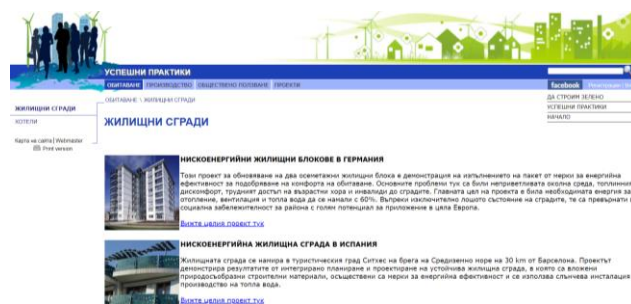 УСПЕШНИ ПРАКТИКИ
ОБИТАВАНЕ ПРОИЗВОДСТВО ОБЩЕСТВЕНО ПОЛЗВАНЕ ПРОЕКТИ
facebook
ОБИТАВАНЕ \ ЖИЛИЩНИ СГРАДИ
ДА СТРОИМ ЗЕЛЕНО
УСПЕШНИ ПРАКТИКИ
НАЧАЛО
ЖИЛИЩНИ СГРАДИ
ХОТЕЛИ
Карта на сайта | Webmaster
Print version
ЖИЛИЩНИ СГРАДИ
НИСКОЕНЕРГИЙНИ ЖИЛИЩНИ БЛОКОВЕ В ГЕРМАНИЯ
Този проект за обновяване на два осеметажни жилищни блока е демонстрация на изпълнението на пакет от мерки за енергийна
ефективност за подобряване на комфорта на обитаване. Основните проблеми тук са били непривветливата околна среда, топлинния
дискомфорт, трудният достъп на възрастни хора и инвалиди до сградите. Главната цел на проекта е била необходимата енергия за
отопление, вентилация и топла вода да се намали с 60%. Въпреки изключително лошото състояние на сградите, те са превърнати в
социална забележителност за района с голям потенциал за приложение в цяла Европа.
Вижте целия проект тук
НИСКОЕНЕРГИЙНА ЖИЛИЩНА СГРАДА В ИСПАНИЯ
Жилищната сграда се намира в туристическия град Ситхес на брега на Средиземно море на 30 km от Барселона. Проектът
демонстрира резултатите от интегрирано планиране и проектиране на устойчива жилищна сграда, в която са вложени
природосъобразни строителни материали, осъществени са мерки за енергийна ефективност и се използва слънчева инсталация
производство на топла вода.
Вижте целия проект тук